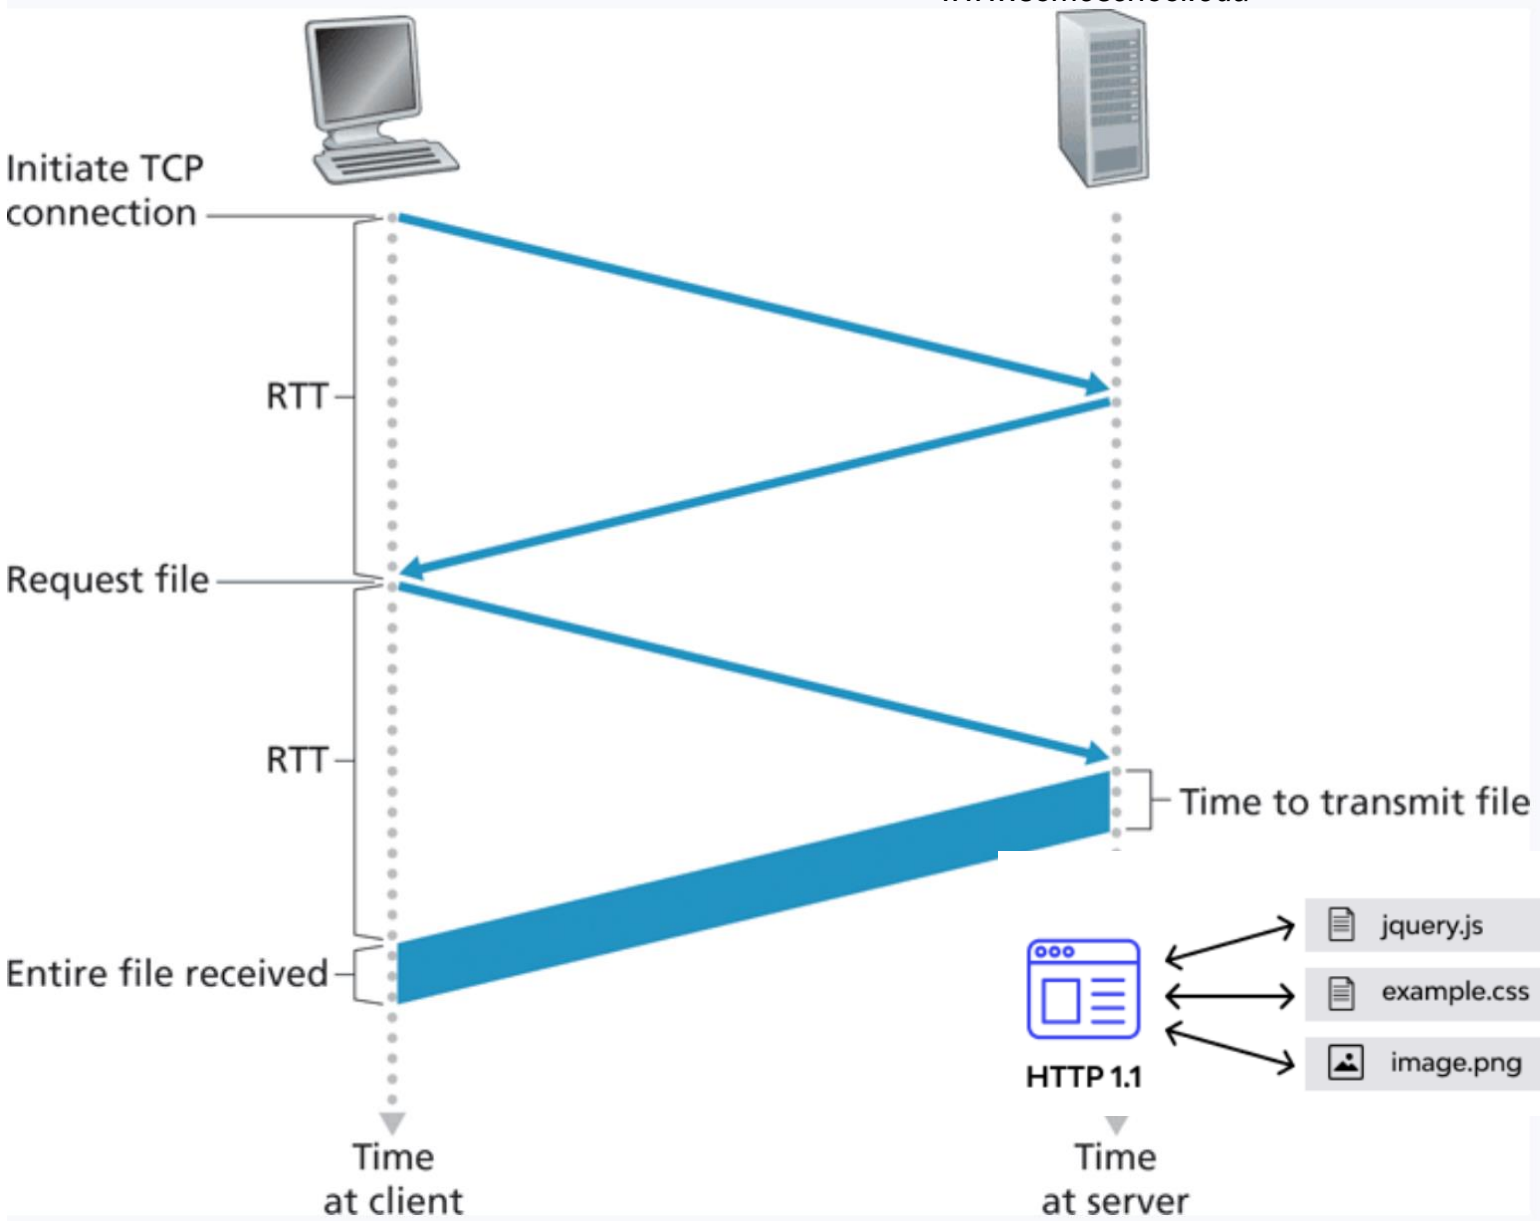 Initiate TCP
connection
RTT
Request file
RTT
Time to transmit file
Entire file received
jquery.js
example.css
image.png
HTTP 1.1
Time
at client
Time
at server